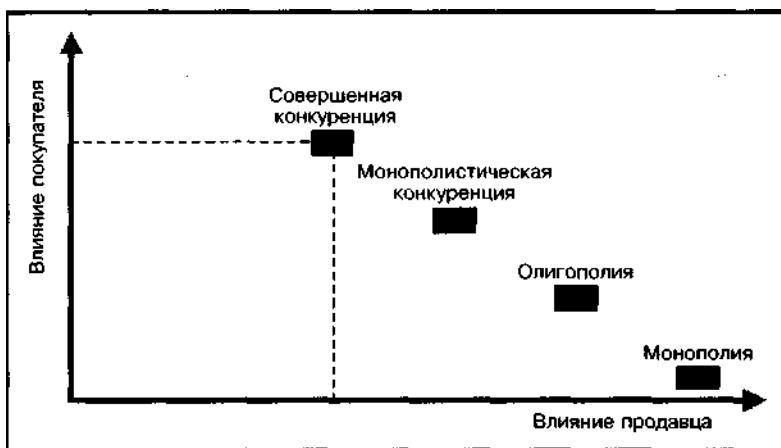 Влияние покупателя
Совершенная
конкуренция
Монополистическая
конкуренция
Олигополия
Монополия
Влияние продавца